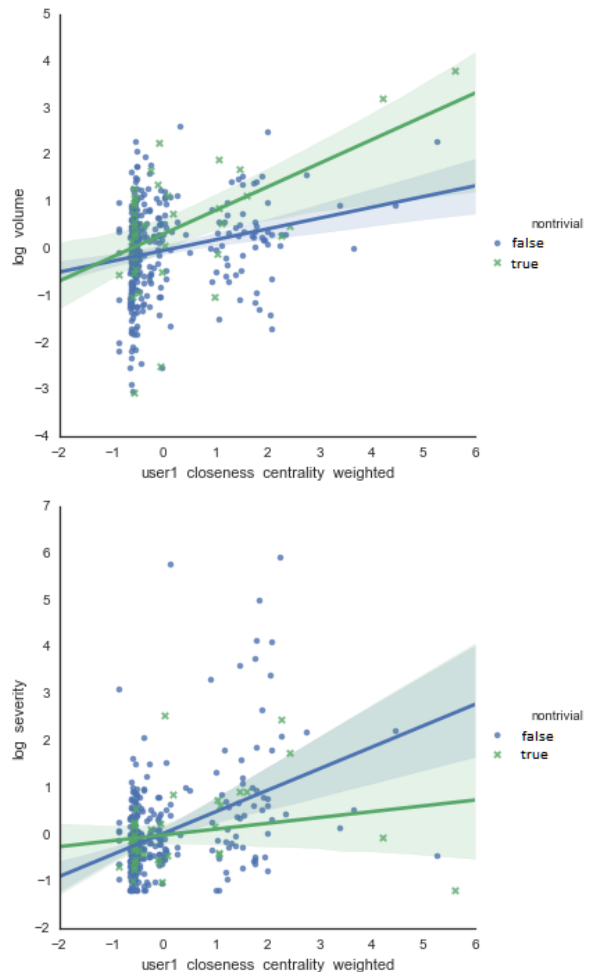 5
4
3
2
1
0
−1
−2
−3
−4
log volume
−2 −1 0 1 2 3 4 5 6
user1 closeness centrality weighted
nontrivial
false
true
7
6
5
4
3
2
1
0
−1
−2
log severity
−2 −1 0 1 2 3 4 5 6
user1 closeness centrality weighted
nontrivial
false
true